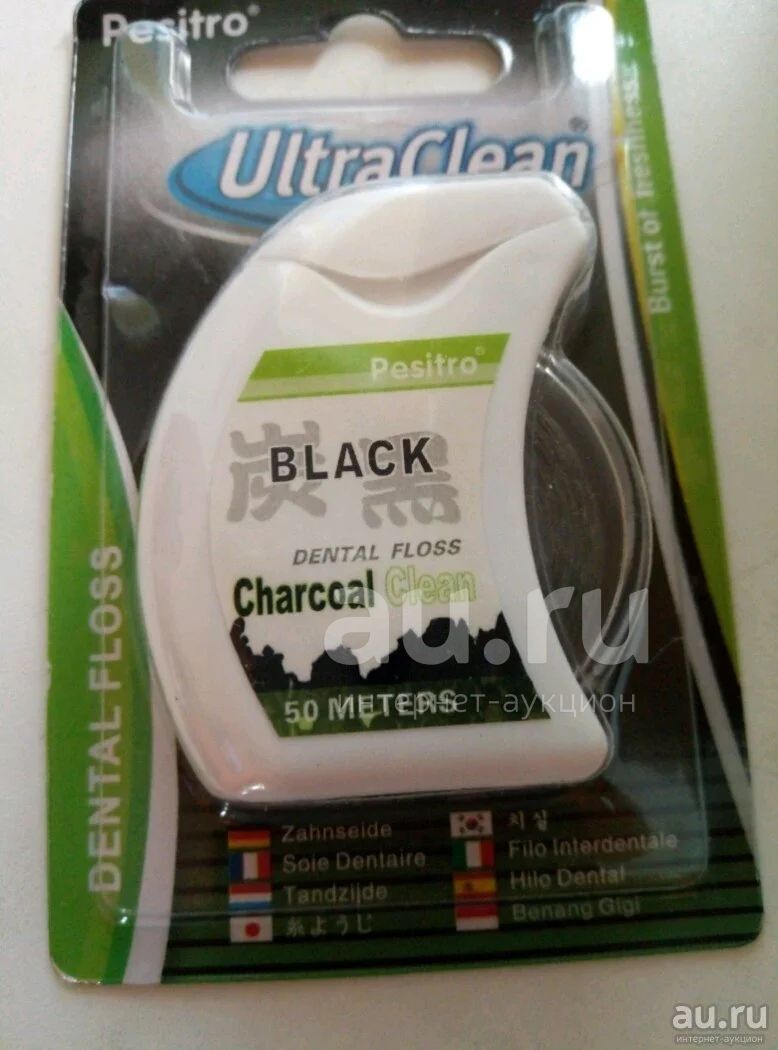 Pesitro®
UltraClean®
Burst of freshness
Pesitro®
炭 黑
BLACK
DENTAL FLOSS
Charcoal Clean
50 METERS
DENTAL FLOSS
Zahnseide
Soie Dentaire
Tandzijde
糸ようじ
치실
Filo Interdentale
Hilo Dental
Benang Gigi
au.ru
интернет-аукцион
au.ru
интернет-аукцион